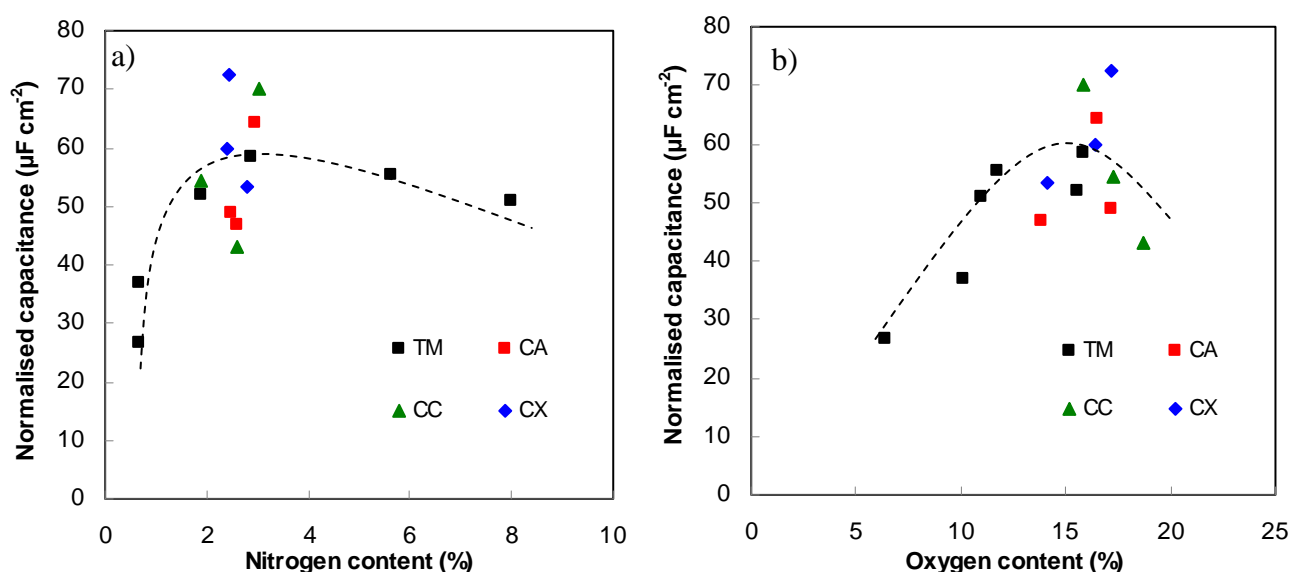 a)
Normalised capacitance (µF cm-2)
80
70
60
50
40
30
20
10
0
TM
CA
CC
CX
0 2 4 6 8 10
Nitrogen content (%)
b)
Normalised capacitance (µF cm-2)
80
70
60
50
40
30
20
10
0
TM
CA
CC
CX
0 5 10 15 20 25
Oxygen content (%)